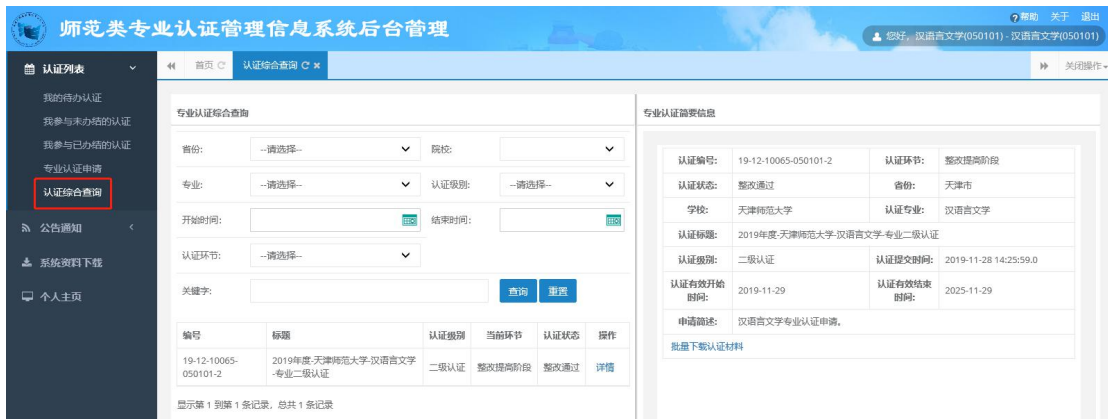 师范类专业认证管理信息系统后台管理
帮助 关于 退出
您好，汉语言文学(050101) - 汉语言文学(050101)
认证列表
首页
认证综合查询
关闭操作
我的待办认证
我参与未办结的认证
我参与已办结的认证
专业认证申请
认证综合查询
公告通知
系统资料下载
个人主页
专业认证综合查询
省份: --请选择-- 院校:
专业: --请选择-- 认证级别: --请选择--
开始时间: 结束时间:
认证环节: --请选择--
关键字: 查询 重置
编号 标题 认证级别 当前环节 认证状态 操作
19-12-10065-050101-2 2019年度-天津师范大学-汉语言文学-专业二级认证 二级认证 整改提高阶段 整改通过 详情
显示第 1 到第 1 条记录，总共 1 条记录
专业认证简要信息
认证编号: 19-12-10065-050101-2 认证环节: 整改提高阶段
认证状态: 整改通过 省份: 天津市
学校: 天津师范大学 认证专业: 汉语言文学
认证标题: 2019年度-天津师范大学-汉语言文学-专业二级认证
认证级别: 二级认证 认证提交时间: 2019-11-28 14:25:59.0
认证有效开始时间: 2019-11-29 认证有效结束时间: 2025-11-29
申请简述: 汉语言文学专业认证申请。
批量下载认证材料